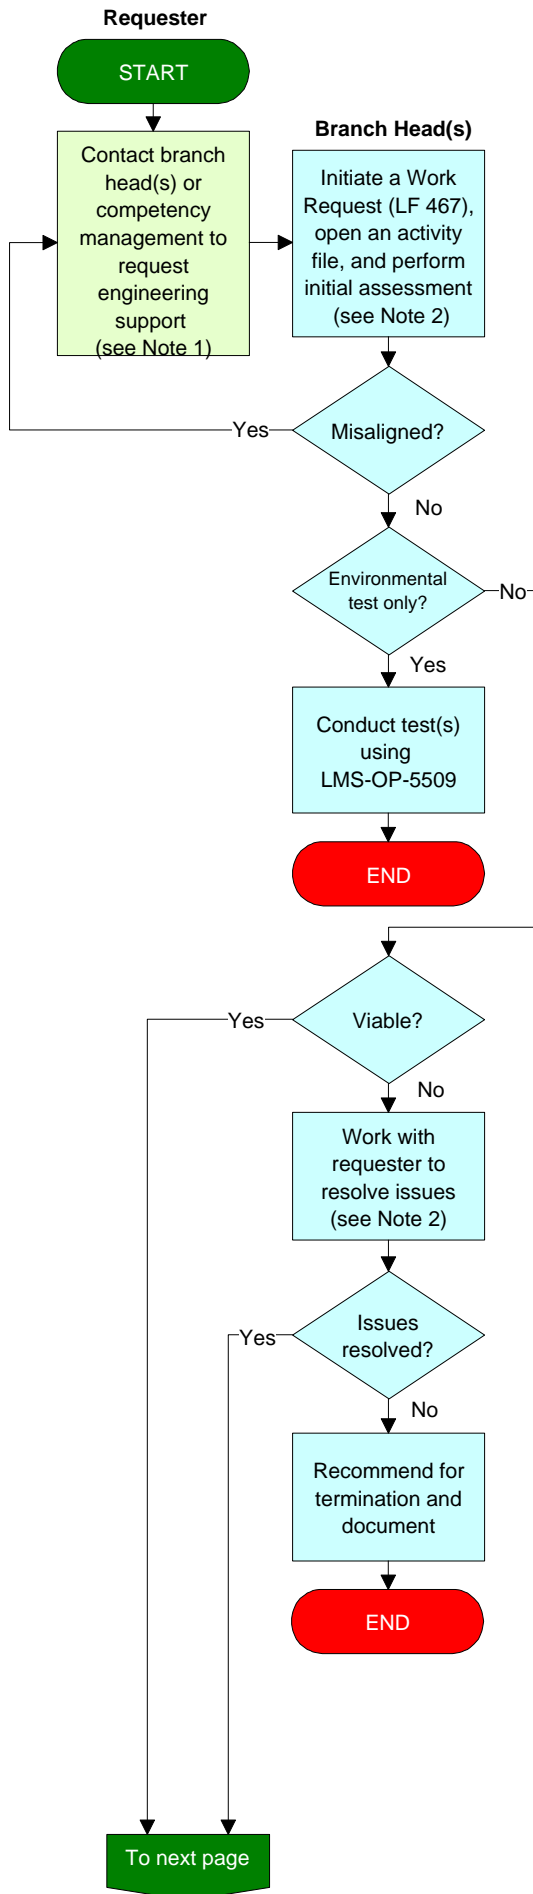 Requester
START
Contact branch
head(s) or
competency
management to
request
engineering
support
(see Note 1)
Branch Head(s)
Initiate a Work
Request (LF 467),
open an activity
file, and perform
initial assessment
(see Note 2)
Yes
Misaligned?
No
Environmental
test only?
No
Yes
Conduct test(s)
using
LMS-OP-5509
END
Yes
Viable?
No
Work with
requester to
resolve issues
(see Note 2)
Yes
Issues
resolved?
No
Recommend for
termination and
document
END
To next page